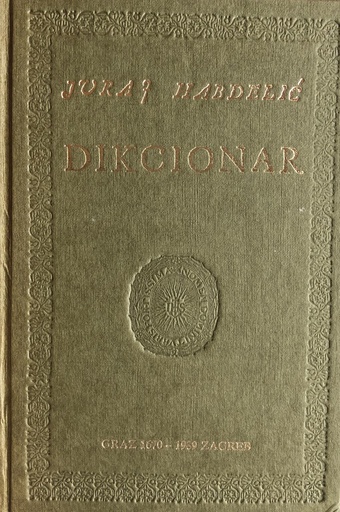 JURAJ HABDELIĆ
DIKCIONAR
GRAZ 1670 – 1989 ZAGREB